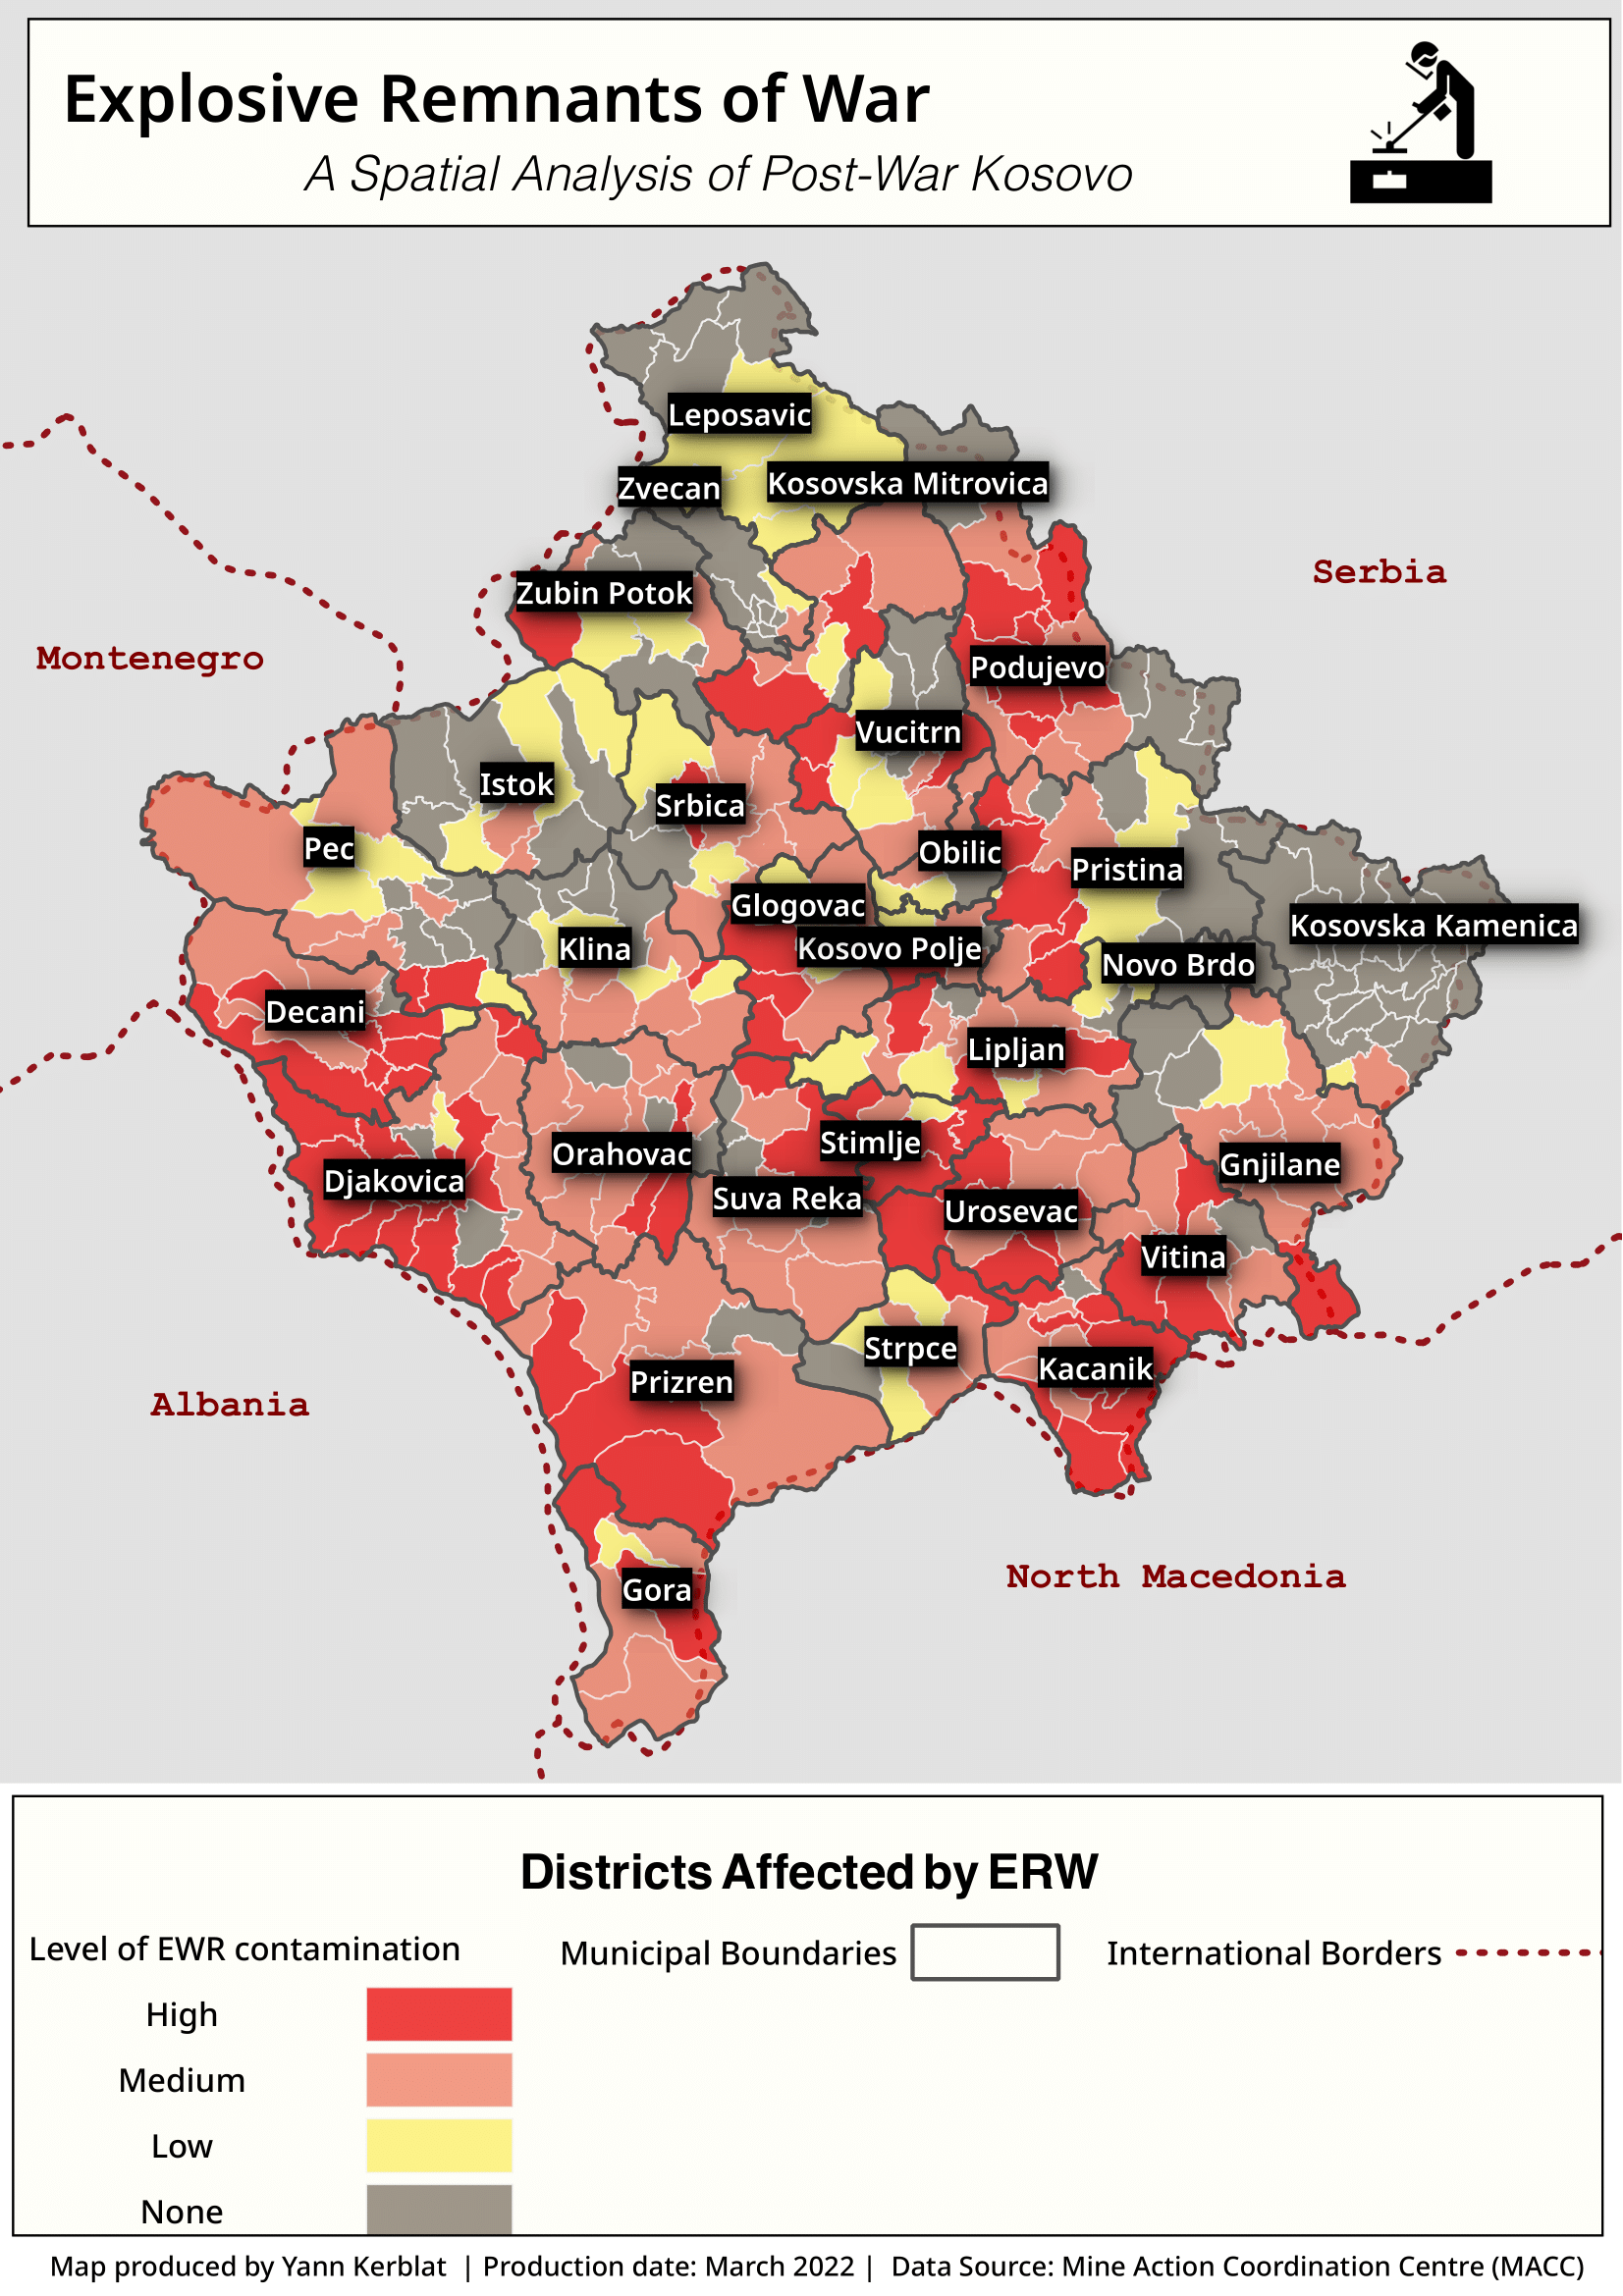 Explosive Remnants of War
A Spatial Analysis of Post-War Kosovo
Leposavic
Zvecan
Kosovska Mitrovica
Serbia
Zubin Potok
Montenegro
Podujevo
Vucitrn
Istok
Srbica
Pec
Obilic
Pristina
Glogovac
Kosovska Kamenica
Klina
Kosovo Polje
Novo Brdo
Decani
Lipljan
Stimlje
Orahovac
Gnjilane
Djakovica
Suva Reka
Urosevac
Vitina
Strpce
Kacanik
Prizren
Albania
North Macedonia
Gora
Districts Affected by ERW
Level of EWR contamination
Municipal Boundaries
International Borders
High
Medium
Low
None
Map produced by Yann Kerblat | Production date: March 2022 | Data Source: Mine Action Coordination Centre (MACC)